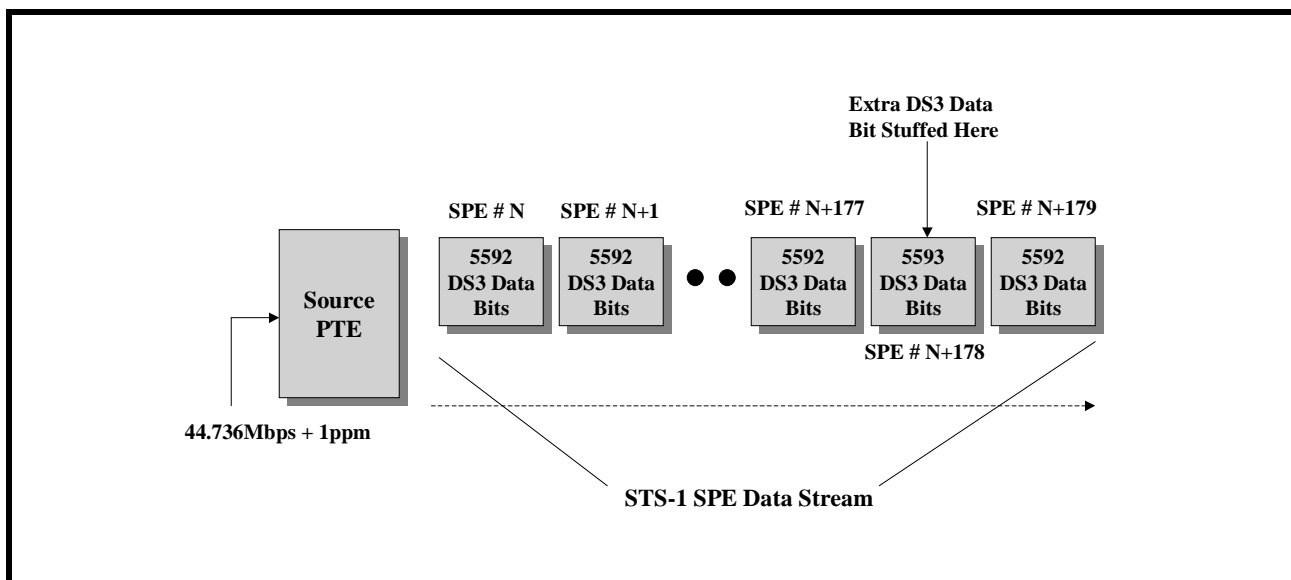 Extra DS3 Data
Bit Stuffed Here
SPE # N
SPE # N+1
SPE # N+177
SPE # N+179
Source
PTE
5592
DS3 Data
Bits
5592
DS3 Data
Bits
5592
DS3 Data
Bits
5593
DS3 Data
Bits
5592
DS3 Data
Bits
SPE # N+178
44.736Mbps + 1ppm
STS-1 SPE Data Stream